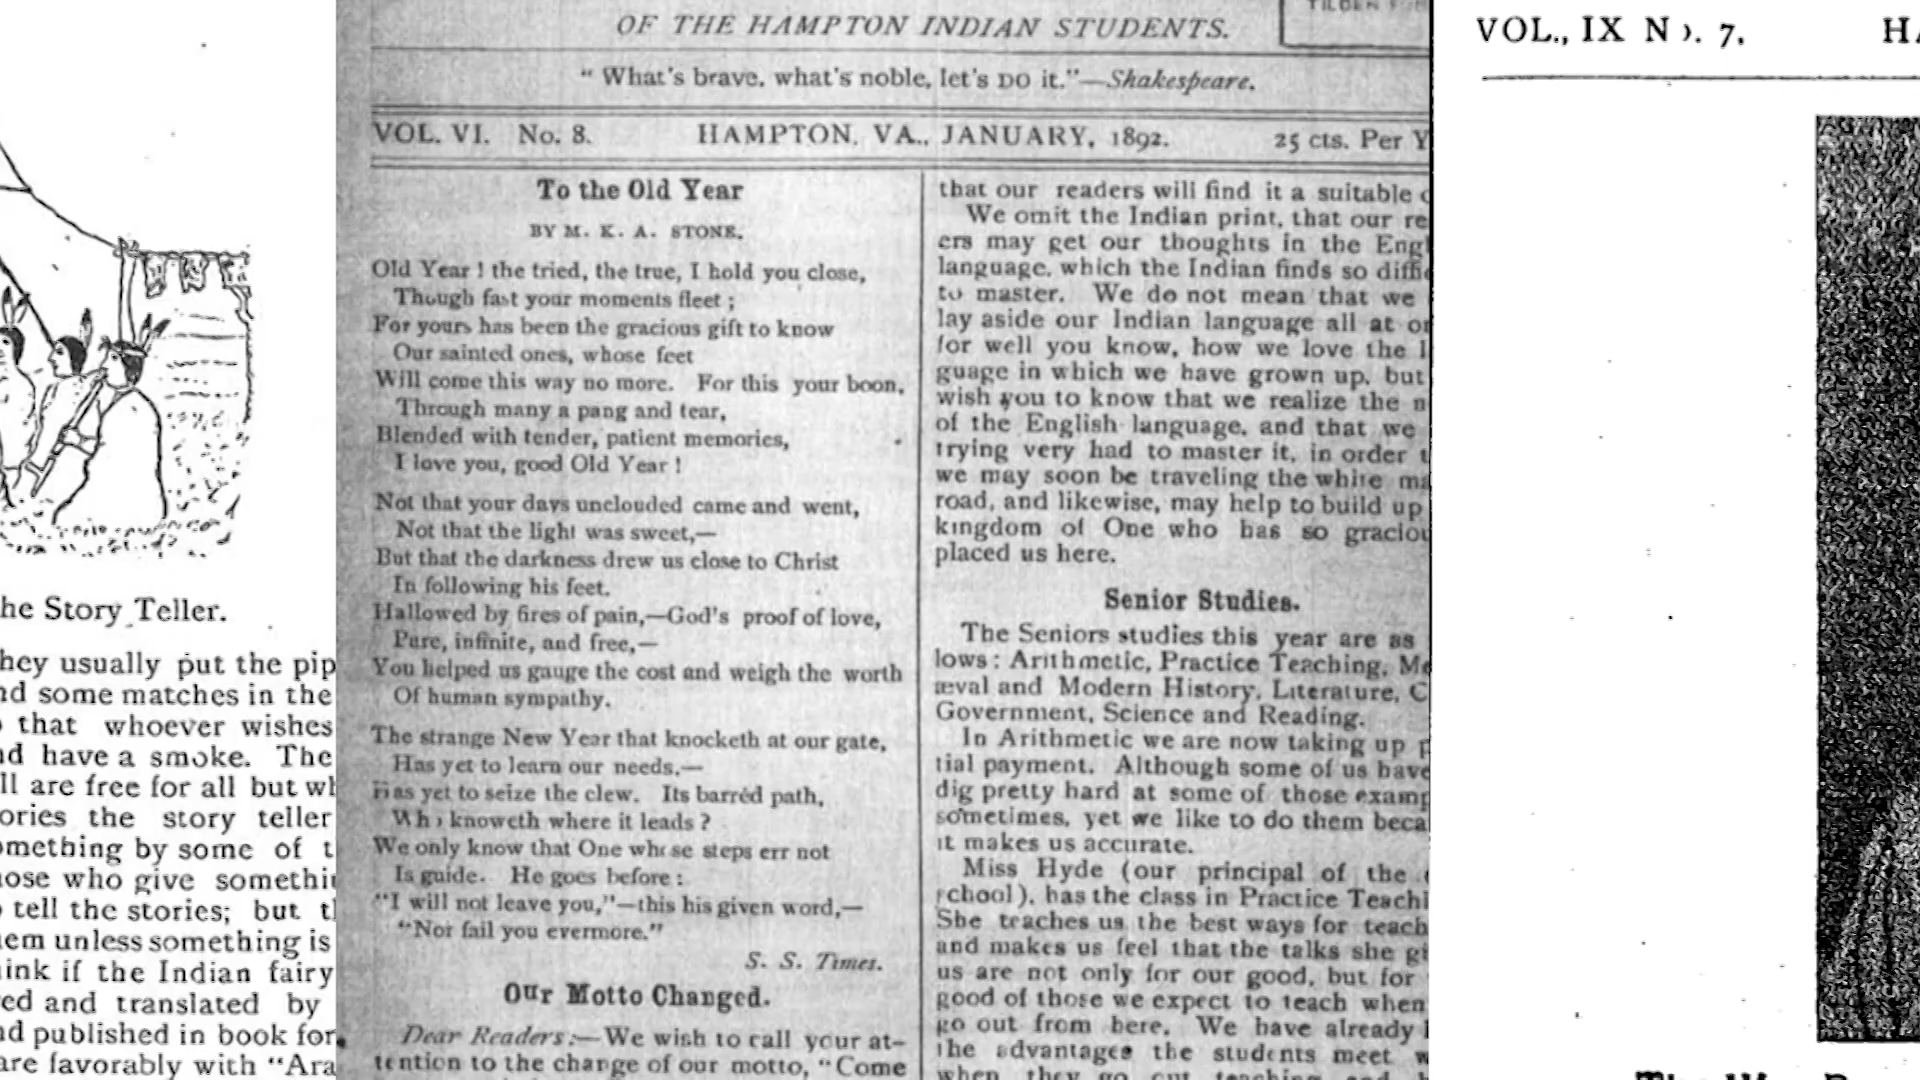 he Story Teller.
hey usually put the pip
nd some matches in the
that whoever wishes
nd have a smoke. The
ll are free for all but wh
ories the story teller
omething by some of t
hose who give somethin
tell the stories; but th
hem unless something is
ink if the Indian fairy
ed and translated by
nd published in book for
are favorably with "Ara
TILDEN
OF THE HAMPTON INDIAN STUDENTS.
"What's brave, what's noble, let's DO it."—Shakespeare.
VOL. VI. No. 8. HAMPTON, VA., JANUARY, 1892. 25 cts. Per Y
To the Old Year
BY M. K. A. STONE.
Old Year ! the tried, the true, I hold you close,
Though fast your moments fleet ;
For yours has been the gracious gift to know
Our sainted ones, whose feet
Will come this way no more. For this your boon,
Through many a pang and tear,
Blended with tender, patient memories,
I love you, good Old Year !
Not that your days unclouded came and went,
Not that the light was sweet,—
But that the darkness drew us close to Christ
In following his feet.
Hallowed by fires of pain,—God's proof of love,
Pure, infinite, and free,—
You helped us gauge the cost and weigh the worth
Of human sympathy.
The strange New Year that knocketh at our gate,
Has yet to learn our needs,—
Has yet to seize the clew. Its barréd path,
Who knoweth where it leads ?
We only know that One whose steps err not
Is guide. He goes before :
"I will not leave you,"—this his given word,—
"Nor fail you evermore."
S. S. Times.
Our Motto Changed.
Dear Readers:—We wish to call your at-
tention to the change of our motto, "Come
that our readers will find it a suitable
We omit the Indian print, that our re
ers may get our thoughts in the Engl
language, which the Indian finds so diffi
to master. We do not mean that we
lay aside our Indian language all at on
for well you know, how we love the l
guage in which we have grown up, but
wish you to know that we realize the n
of the English language, and that we
trying very had to master it, in order t
we may soon be traveling the white ma
road, and likewise, may help to build up
kingdom of One who has so graciou
placed us here.
Senior Studies.
The Seniors studies this year are as
lows: Arithmetic, Practice Teaching, Me
æval and Modern History, Literature, C
Government, Science and Reading.
In Arithmetic we are now taking up p
tial payment. Although some of us have
dig pretty hard at some of those examp
sometimes, yet we like to do them beca
it makes us accurate.
Miss Hyde (our principal of the
school), has the class in Practice Teachi
She teaches us the best ways for teach
and makes us feel that the talks she gi
us are not only for our good, but for
good of those we expect to teach when
go out from here. We have already
the advantages the students meet w
when they go out teaching and
VOL., IX No. 7. HA